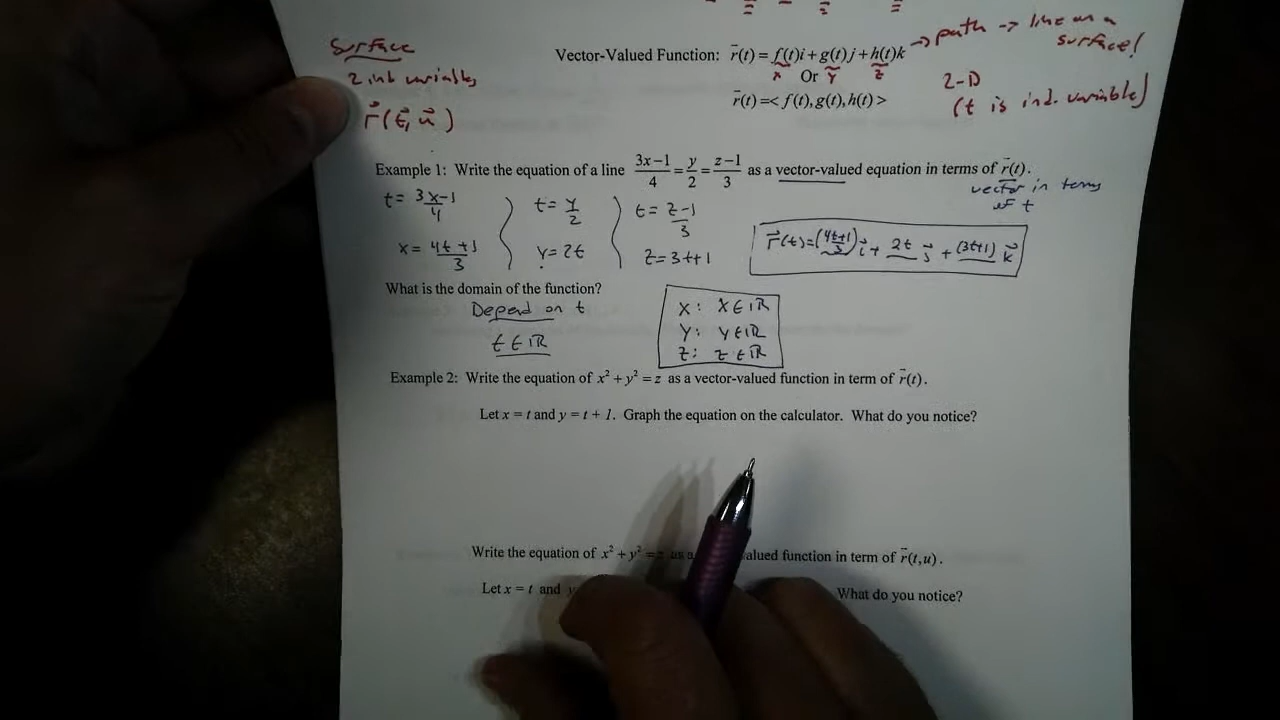 Surface
2 ind variables
r(t, u)
Vector-Valued Function: r(t) = f(t)i + g(t)j + h(t)k
x y z
Or
r(t) = < f(t), g(t), h(t) >
→ path → line on a
surface!
2-D
(t is ind. variable)
Example 1: Write the equation of a line (3x−1)/4 = y/2 = (z−1)/3 as a vector-valued equation in terms of r(t).
vector in terms
of t
t = (3x−1)/4
t = y/2
t = (z−1)/3
x = (4t+1)/3
y = 2t
z = 3t+1
r(t) = ((4t+1)/3) i + 2t j + (3t+1) k
What is the domain of the function?
Depend on t
t ∈ ℝ
x: x ∈ ℝ
y: y ∈ ℝ
z: z ∈ ℝ
Example 2: Write the equation of x² + y² = z as a vector-valued function in term of r(t).
Let x = t and y = t + 1. Graph the equation on the calculator. What do you notice?
Write the equation of x² + y² = z as a valued function in term of r(t,u).
Let x = t and y What do you notice?